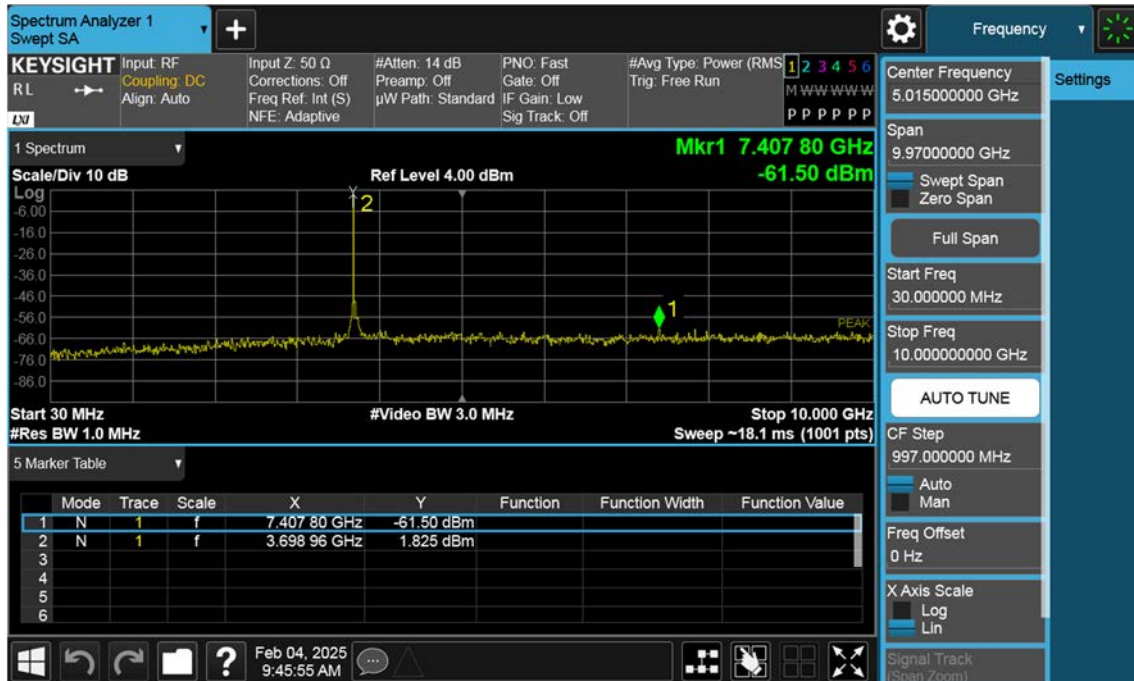 Spectrum Analyzer 1
Swept SA
Frequency
KEYSIGHT
RL
LXI
Input: RF
Coupling: DC
Align: Auto
Input Z: 50 Ω
Corrections: Off
Freq Ref: Int (S)
NFE: Adaptive
#Atten: 14 dB
Preamp: Off
µW Path: Standard
PNO: Fast
Gate: Off
IF Gain: Low
Sig Track: Off
#Avg Type: Power (RMS
Trig: Free Run
1 2 3 4 5 6
M W W W W W
P P P P P P
1 Spectrum
Scale/Div 10 dB
Ref Level 4.00 dBm
Mkr1 7.407 80 GHz
-61.50 dBm
Log
-6.00
-16.0
-26.0
-36.0
-46.0
-56.0
-66.0
-76.0
-86.0
2
1
PEAK
Start 30 MHz
#Video BW 3.0 MHz
Stop 10.000 GHz
#Res BW 1.0 MHz
Sweep ~18.1 ms (1001 pts)
5 Marker Table
Mode Trace Scale X Y Function Function Width Function Value
1 N 1 f 7.407 80 GHz -61.50 dBm
2 N 1 f 3.698 96 GHz 1.825 dBm
3
4
5
6
Feb 04, 2025
9:45:55 AM
Center Frequency
5.015000000 GHz
Settings
Span
9.97000000 GHz
Swept Span
Zero Span
Full Span
Start Freq
30.000000 MHz
Stop Freq
10.000000000 GHz
AUTO TUNE
CF Step
997.000000 MHz
Auto
Man
Freq Offset
0 Hz
X Axis Scale
Log
Lin
Signal Track
(Span Zoom)